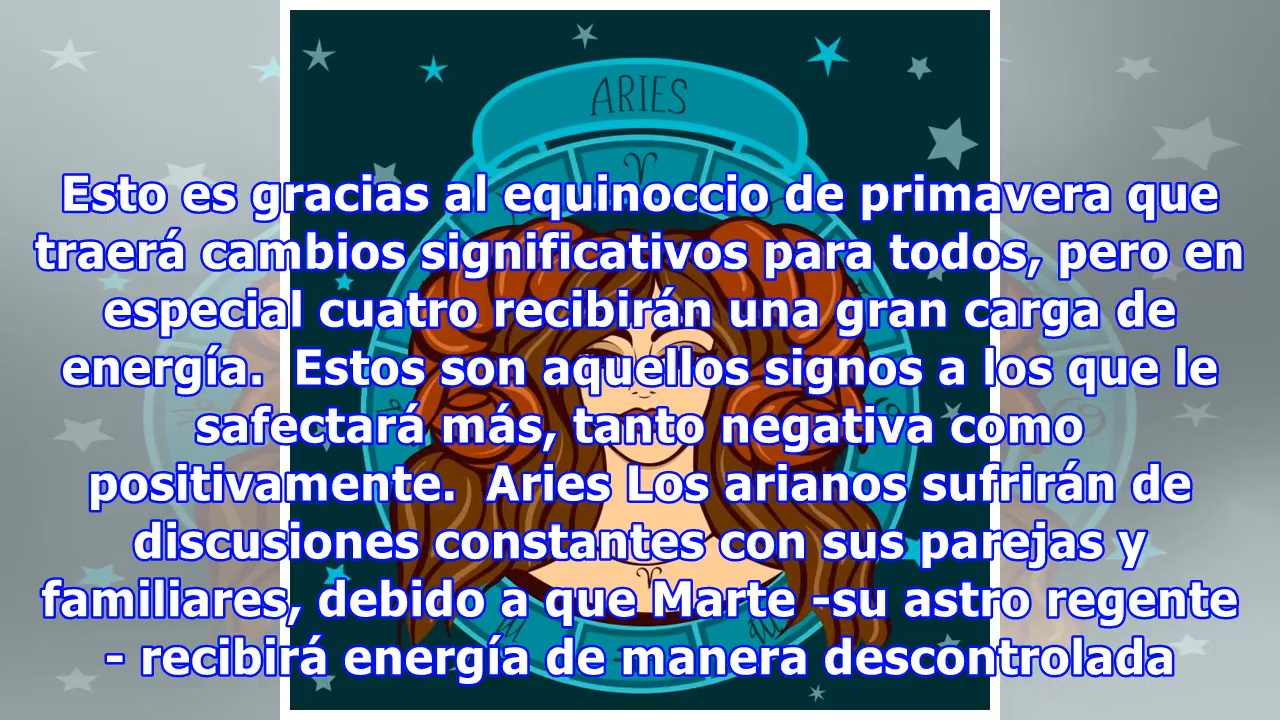 ARIES
♈
Esto es gracias al equinoccio de primavera que
traerá cambios significativos para todos, pero en
especial cuatro recibirán una gran carga de
energía.  Estos son aquellos signos a los que le
safectará más, tanto negativa como
positivamente.  Aries Los arianos sufrirán de
discusiones constantes con sus parejas y
familiares, debido a que Marte -su astro regente
- recibirá energía de manera descontrolada